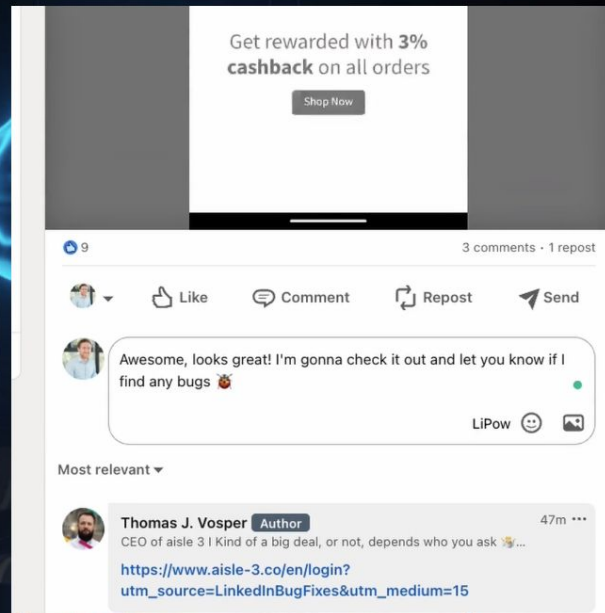 Get rewarded with 3%
cashback on all orders
Shop Now
9
3 comments · 1 repost
Like
Comment
Repost
Send
Awesome, looks great! I'm gonna check it out and let you know if I
find any bugs 🐞
LiPow
Most relevant
Thomas J. Vosper Author
47m
CEO of aisle 3 I Kind of a big deal, or not, depends who you ask ...
https://www.aisle-3.co/en/login?
utm_source=LinkedInBugFixes&utm_medium=15